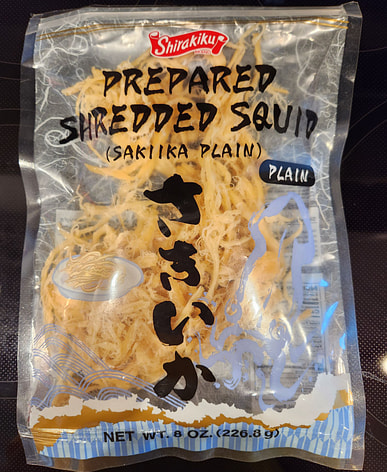 Shirakiku
PREPARED
SHREDDED SQUID
(SAKIIKA PLAIN)
PLAIN
さきいか
NET WT. 8 OZ. (226.8 g)